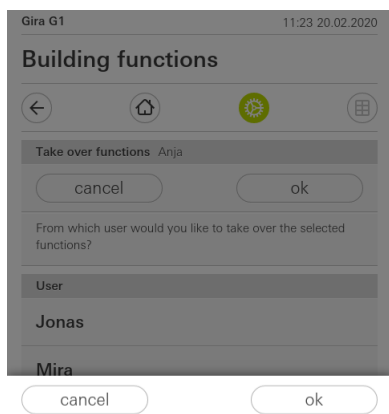 Gira G1 11:23 20.02.2020
Building functions
Take over functions Anja
cancel ok
From which user would you like to take over the selected
functions?
User
Jonas
Mira
cancel ok